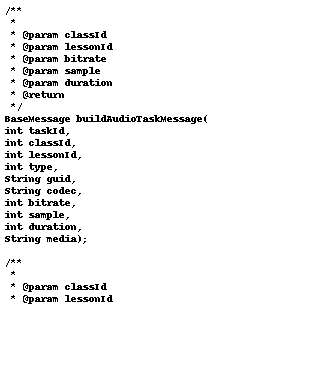 /**
 *
 * @param classId
 * @param lessonId
 * @param bitrate
 * @param sample
 * @param duration
 * @return
 */
BaseMessage buildAudioTaskMessage(
int taskId,
int classId,
int lessonId,
int type,
String guid,
String codec,
int bitrate,
int sample,
int duration,
String media);

/**
 *
 * @param classId
 * @param lessonId